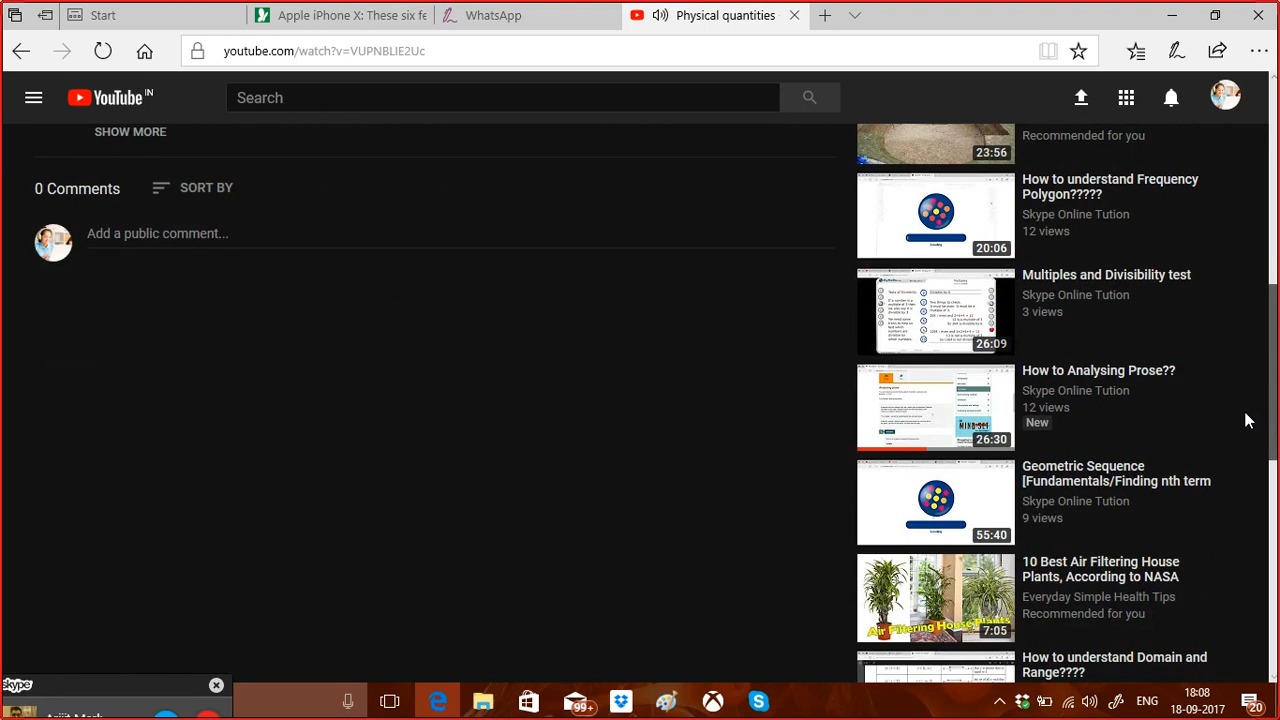 Start
Apple iPhone X: These six fe
WhatsApp
Physical quantities
youtube.com/watch?v=VUPNBLIE2Uc
YouTube IN
Search
SHOW MORE
0 Comments
SORT BY
Add a public comment...
23:56
Recommended for you
20:06
How to understand Frequency
Polygon?????
Skype Online Tution
12 views
26:09
Multiples and Divisibility test
Skype Online Tution
3 views
26:30
How to Analysing Prose??
Skype Online Tution
12 views
New
55:40
Geometric Sequence
[Fundamentals/Finding nth term
Skype Online Tution
9 views
Air Filtering House Plants
7:05
10 Best Air Filtering House
Plants, According to NASA
Everyday Simple Health Tips
Recommended for you
How to understand Domain and
Range????
skype
99+
ENG
18:08
18-09-2017
20